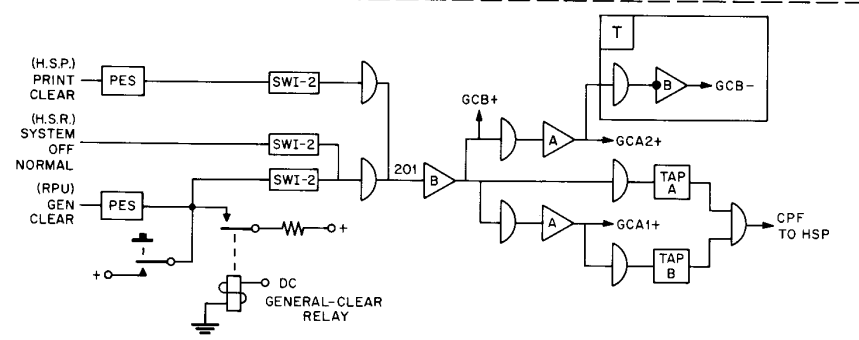 (H.S.P.)
PRINT
CLEAR
PES
SWI-2
(H.S.R.)
SYSTEM
OFF
NORMAL
SWI-2
SWI-2
(RPU)
GEN
CLEAR
PES
+
+
DC
GENERAL-CLEAR
RELAY
201
B
GCB+
A
GCA2+
T
B
GCB-
TAP
A
A
GCA1+
TAP
B
CPF
TO HSP